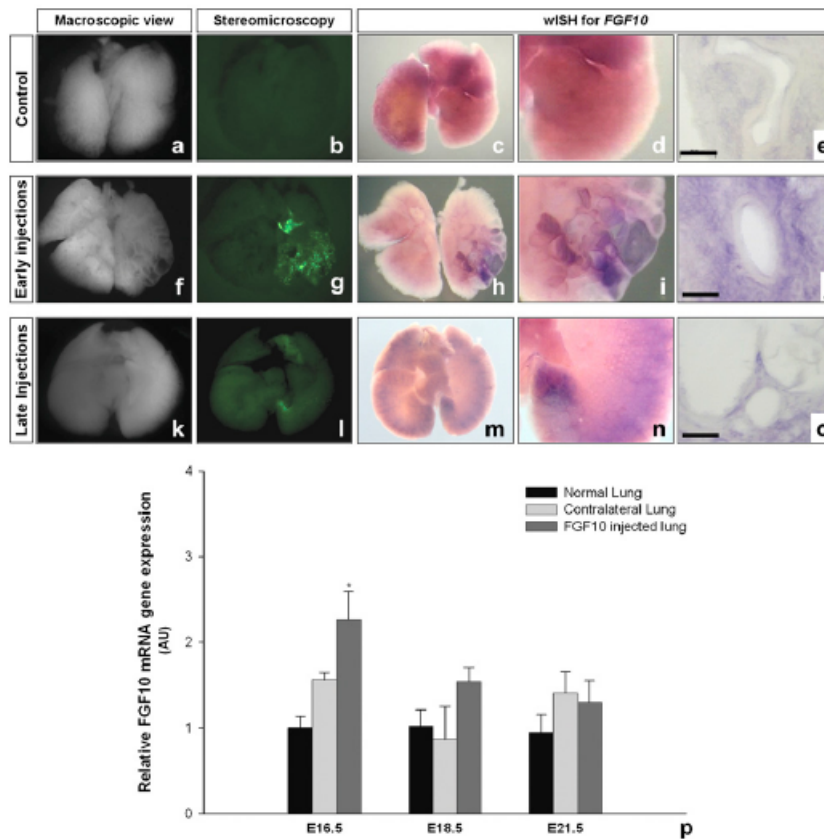 Macroscopic view Stereomicroscopy wISH for FGF10
Control
a b c d e
Early injections
f g h i
Late Injections
k l m n o
Relative FGF10 mRNA gene expression
(AU)
4
3
2
1
0
Normal Lung
Contralateral Lung
FGF10 injected lung
*
E16.5 E18.5 E21.5 p